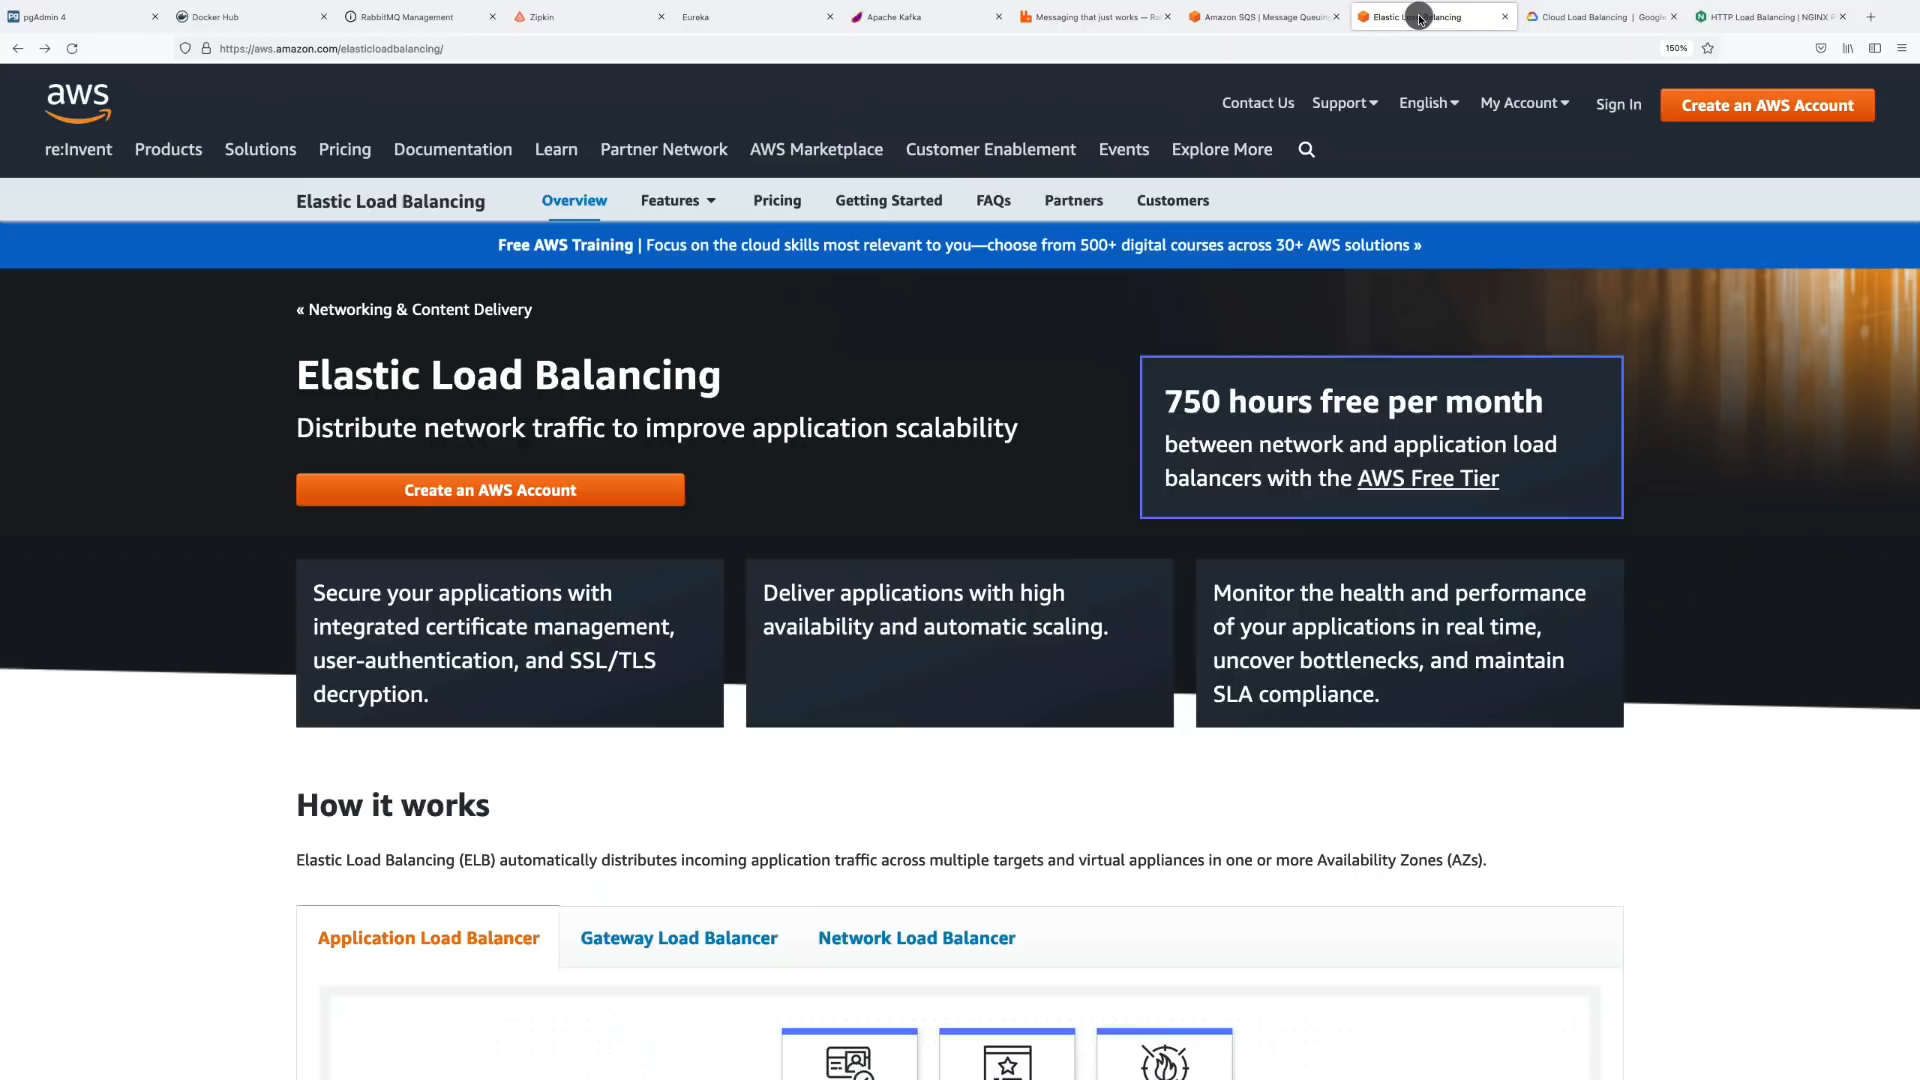 pgAdmin 4
Docker Hub
RabbitMQ Management
Zipkin
Eureka
Apache Kafka
Messaging that just works — Ra
Amazon SQS | Message Queuin
Elastic Load Balancing
Cloud Load Balancing | Google
HTTP Load Balancing | NGINX P
https://aws.amazon.com/elasticloadbalancing/
150%
aws
Contact Us
Support
English
My Account
Sign In
Create an AWS Account
re:Invent
Products
Solutions
Pricing
Documentation
Learn
Partner Network
AWS Marketplace
Customer Enablement
Events
Explore More
Elastic Load Balancing
Overview
Features
Pricing
Getting Started
FAQs
Partners
Customers
Free AWS Training | Focus on the cloud skills most relevant to you—choose from 500+ digital courses across 30+ AWS solutions »
« Networking & Content Delivery
Elastic Load Balancing
Distribute network traffic to improve application scalability
Create an AWS Account
750 hours free per month
between network and application load
balancers with the AWS Free Tier
Secure your applications with
integrated certificate management,
user-authentication, and SSL/TLS
decryption.
Deliver applications with high
availability and automatic scaling.
Monitor the health and performance
of your applications in real time,
uncover bottlenecks, and maintain
SLA compliance.
How it works
Elastic Load Balancing (ELB) automatically distributes incoming application traffic across multiple targets and virtual appliances in one or more Availability Zones (AZs).
Application Load Balancer
Gateway Load Balancer
Network Load Balancer